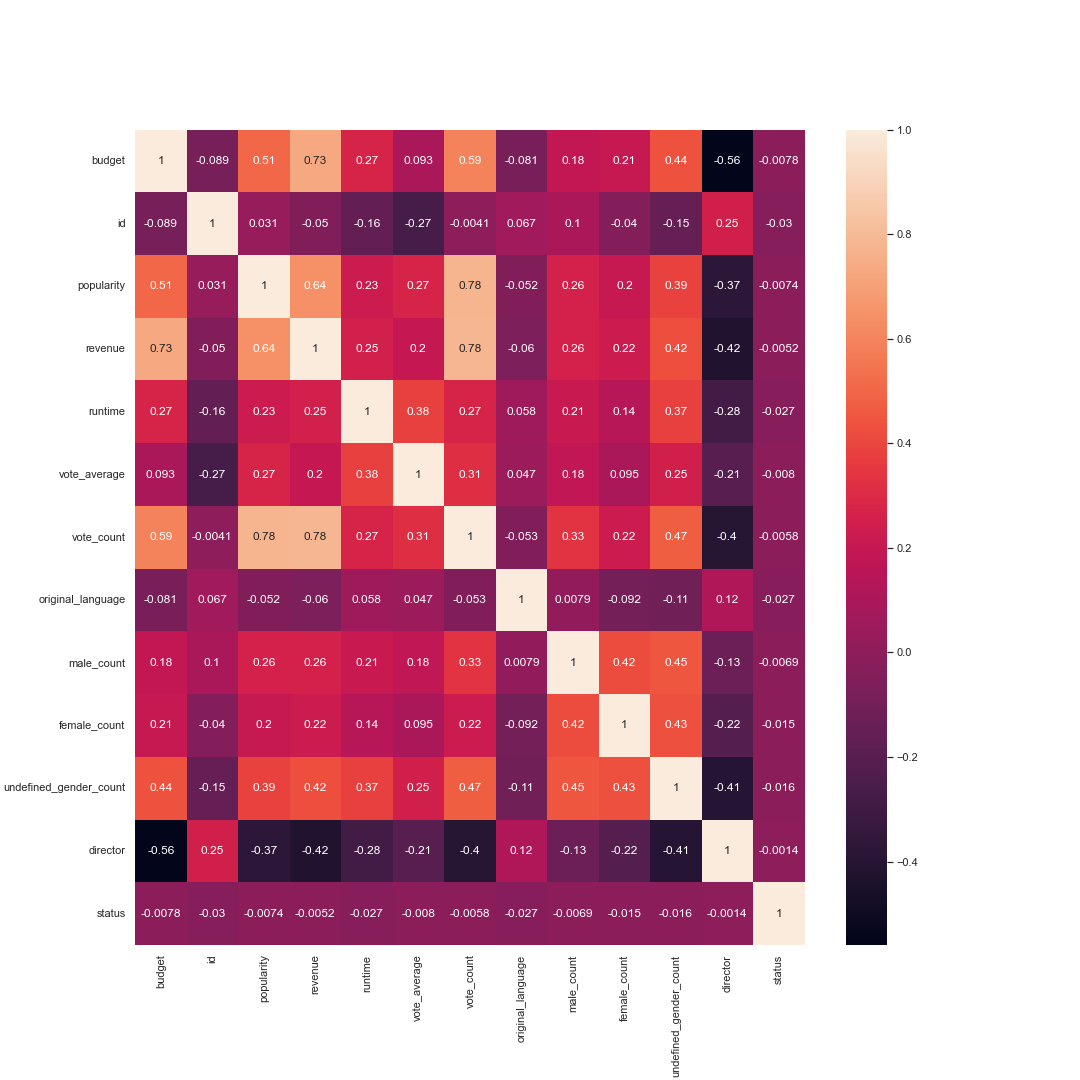 budget 1 -0.089 0.51 0.73 0.27 0.093 0.59 -0.081 0.18 0.21 0.44 -0.56 -0.0078
id -0.089 1 0.031 -0.05 -0.16 -0.27 -0.0041 0.067 0.1 -0.04 -0.15 0.25 -0.03
popularity 0.51 0.031 1 0.64 0.23 0.27 0.78 -0.052 0.26 0.2 0.39 -0.37 -0.0074
revenue 0.73 -0.05 0.64 1 0.25 0.2 0.78 -0.06 0.26 0.22 0.42 -0.42 -0.0052
runtime 0.27 -0.16 0.23 0.25 1 0.38 0.27 0.058 0.21 0.14 0.37 -0.28 -0.027
vote_average 0.093 -0.27 0.27 0.2 0.38 1 0.31 0.047 0.18 0.095 0.25 -0.21 -0.008
vote_count 0.59 -0.0041 0.78 0.78 0.27 0.31 1 -0.053 0.33 0.22 0.47 -0.4 -0.0058
original_language -0.081 0.067 -0.052 -0.06 0.058 0.047 -0.053 1 0.0079 -0.092 -0.11 0.12 -0.027
male_count 0.18 0.1 0.26 0.26 0.21 0.18 0.33 0.0079 1 0.42 0.45 -0.13 -0.0069
female_count 0.21 -0.04 0.2 0.22 0.14 0.095 0.22 -0.092 0.42 1 0.43 -0.22 -0.015
undefined_gender_count 0.44 -0.15 0.39 0.42 0.37 0.25 0.47 -0.11 0.45 0.43 1 -0.41 -0.016
director -0.56 0.25 -0.37 -0.42 -0.28 -0.21 -0.4 0.12 -0.13 -0.22 -0.41 1 -0.0014
status -0.0078 -0.03 -0.0074 -0.0052 -0.027 -0.008 -0.0058 -0.027 -0.0069 -0.015 -0.016 -0.0014 1
budget
id
popularity
revenue
runtime
vote_average
vote_count
original_language
male_count
female_count
undefined_gender_count
director
status
1.0
0.8
0.6
0.4
0.2
0.0
−0.2
−0.4